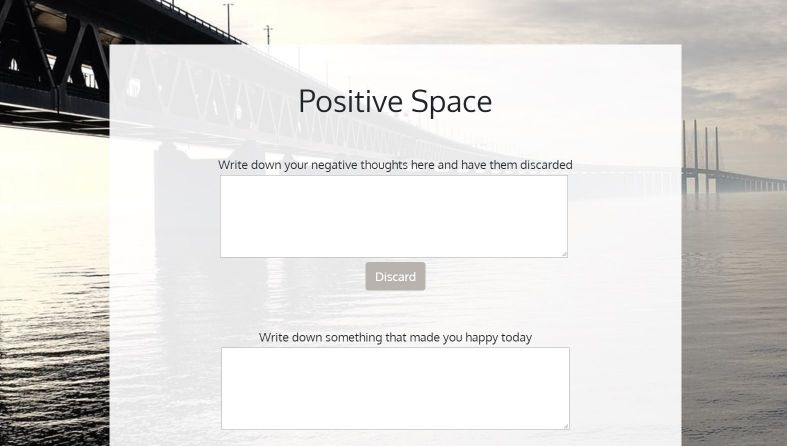 Positive Space
Write down your negative thoughts here and have them discarded
Discard
Write down something that made you happy today